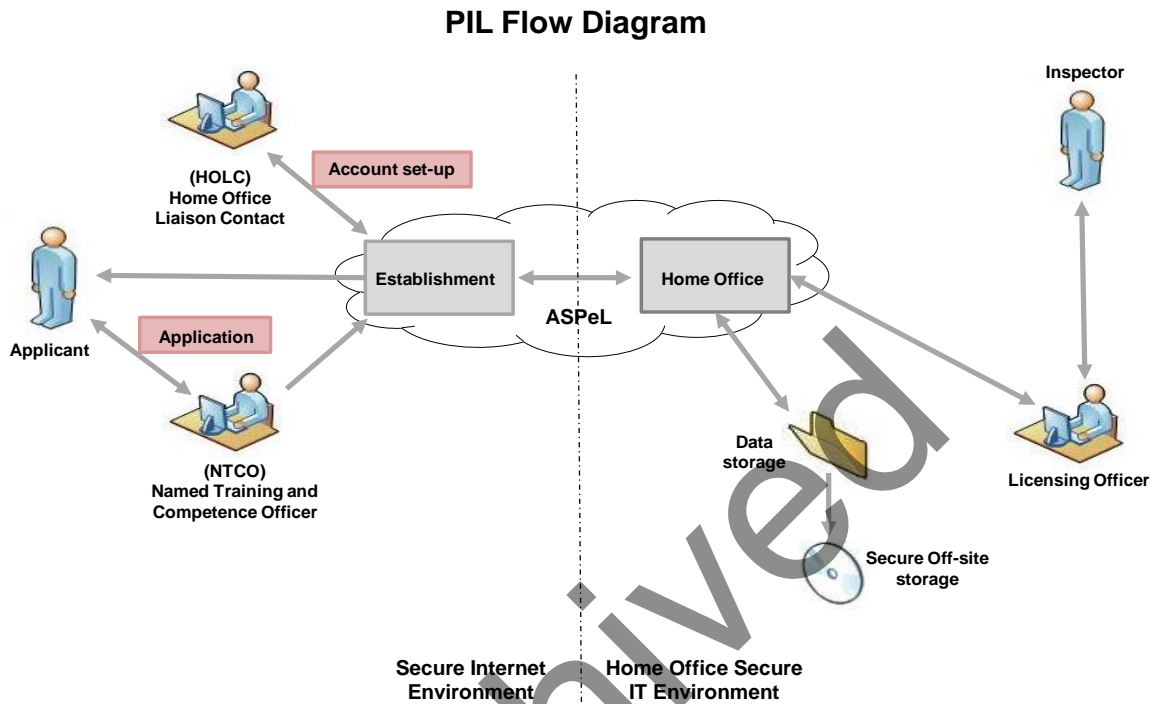 PIL Flow Diagram
Inspector
(HOLC)
Home Office
Liaison Contact
Account set-up
Establishment
Home Office
ASPeL
Applicant
Application
(NTCO)
Named Training and
Competence Officer
Data
storage
Licensing Officer
Secure Off-site
storage
Secure Internet
Environment
Home Office Secure
IT Environment
hived